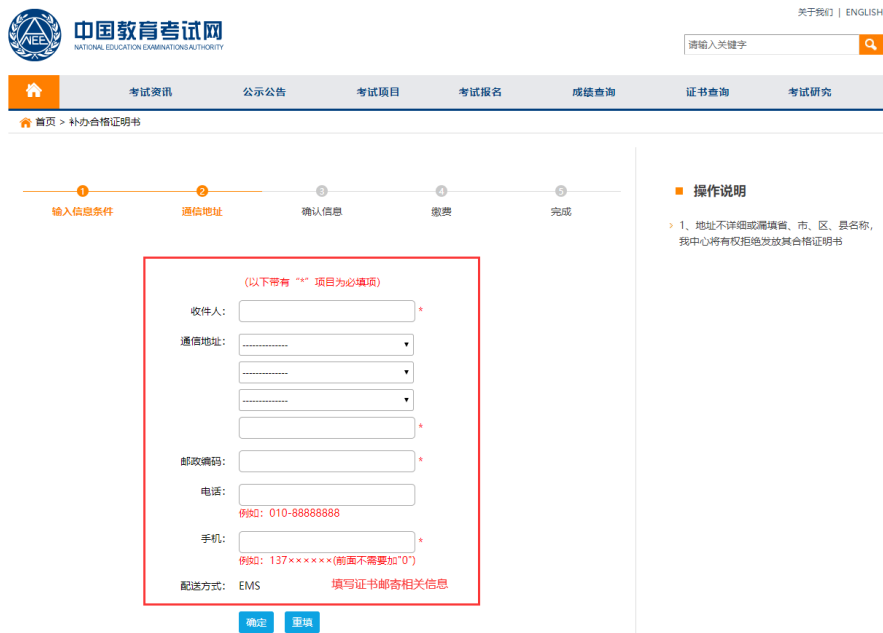 关于我们 | ENGLISH
NEE
中国教育考试网
NATIONAL EDUCATION EXAMINATIONS AUTHORITY
请输入关键字
考试资讯 公示公告 考试项目 考试报名 成绩查询 证书查询 考试研究
首页 > 补办合格证明书
1 2 3 4 5
输入信息条件 通信地址 确认信息 缴费 完成
操作说明
1、地址不详细或漏填省、市、区、县名称，
我中心将有权拒绝发放其合格证明书
(以下带有 "*" 项目为必填项)
收件人： *
通信地址： --------------
--------------
--------------
*
邮政编码： *
电话：
例如：010-88888888
手机： *
例如：137××××××(前面不需要加"0")
配送方式： EMS 填写证书邮寄相关信息
确定 重填